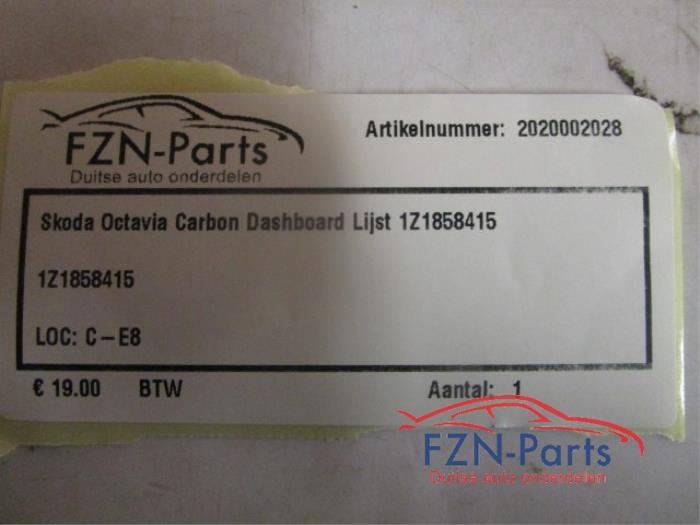 FZN-Parts
Duitse auto onderdelen
Artikelnummer: 2020002028
Skoda Octavia Carbon Dashboard Lijst 1Z1858415
1Z1858415
LOC: C-E8
€ 19.00 BTW Aantal: 1
FZN-Parts
Duitse auto onderdelen